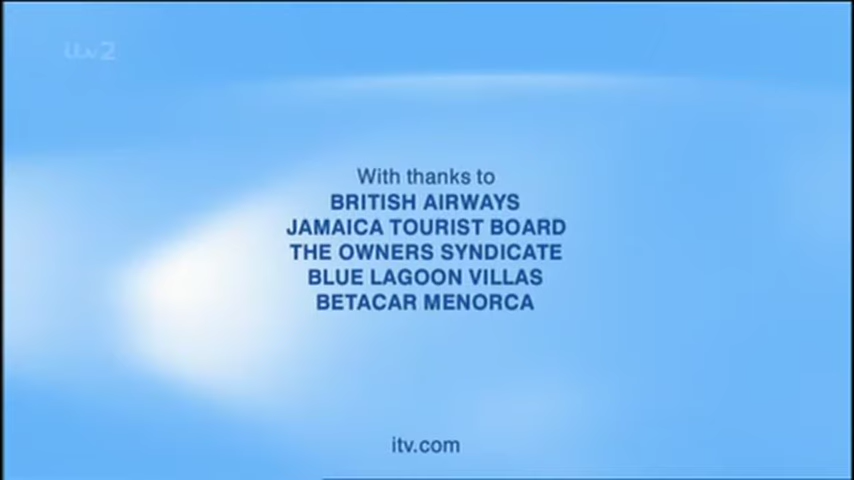 itv2
With thanks to
BRITISH AIRWAYS
JAMAICA TOURIST BOARD
THE OWNERS SYNDICATE
BLUE LAGOON VILLAS
BETACAR MENORCA
itv.com